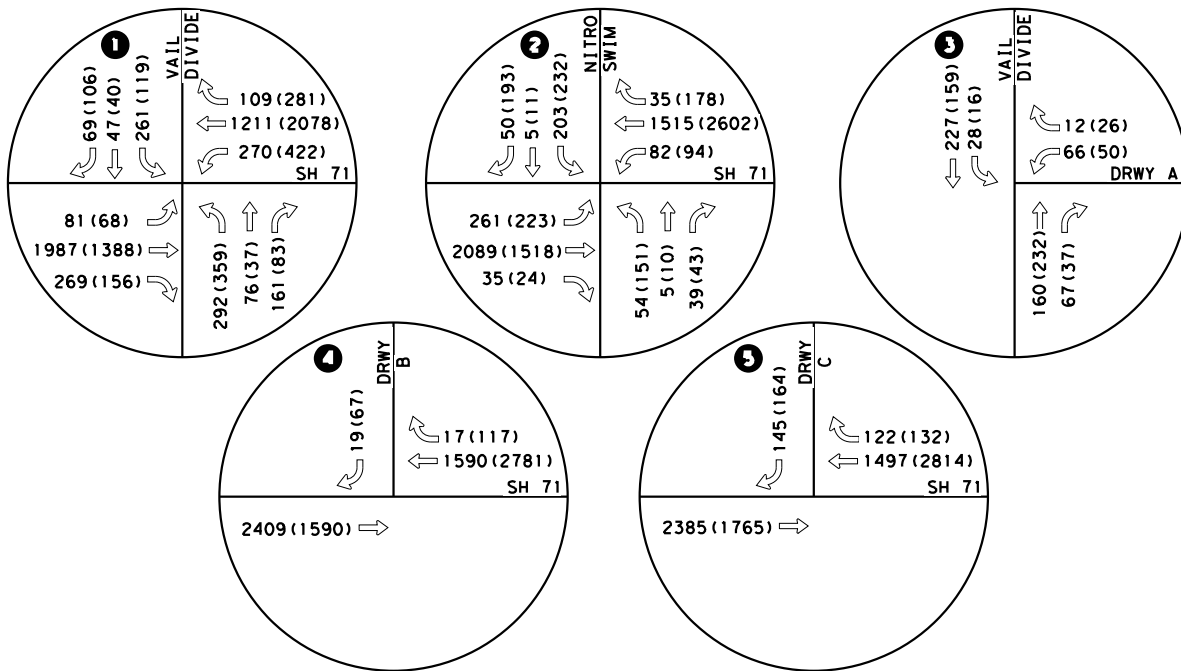 1
VAIL
DIVIDE
69(106)
47(40)
261(119)
109(281)
1211(2078)
270(422)
SH 71
81(68)
1987(1388)
269(156)
292(359)
76(37)
161(83)
2
NITRO
SWIM
50(193)
5(11)
203(232)
35(178)
1515(2602)
82(94)
SH 71
261(223)
2089(1518)
35(24)
54(151)
5(10)
39(43)
3
VAIL
DIVIDE
227(159)
28(16)
12(26)
66(50)
DRWY A
160(232)
67(37)
4
DRWY
B
19(67)
17(117)
1590(2781)
SH 71
2409(1590)
5
DRWY
C
145(164)
122(132)
1497(2814)
SH 71
2385(1765)